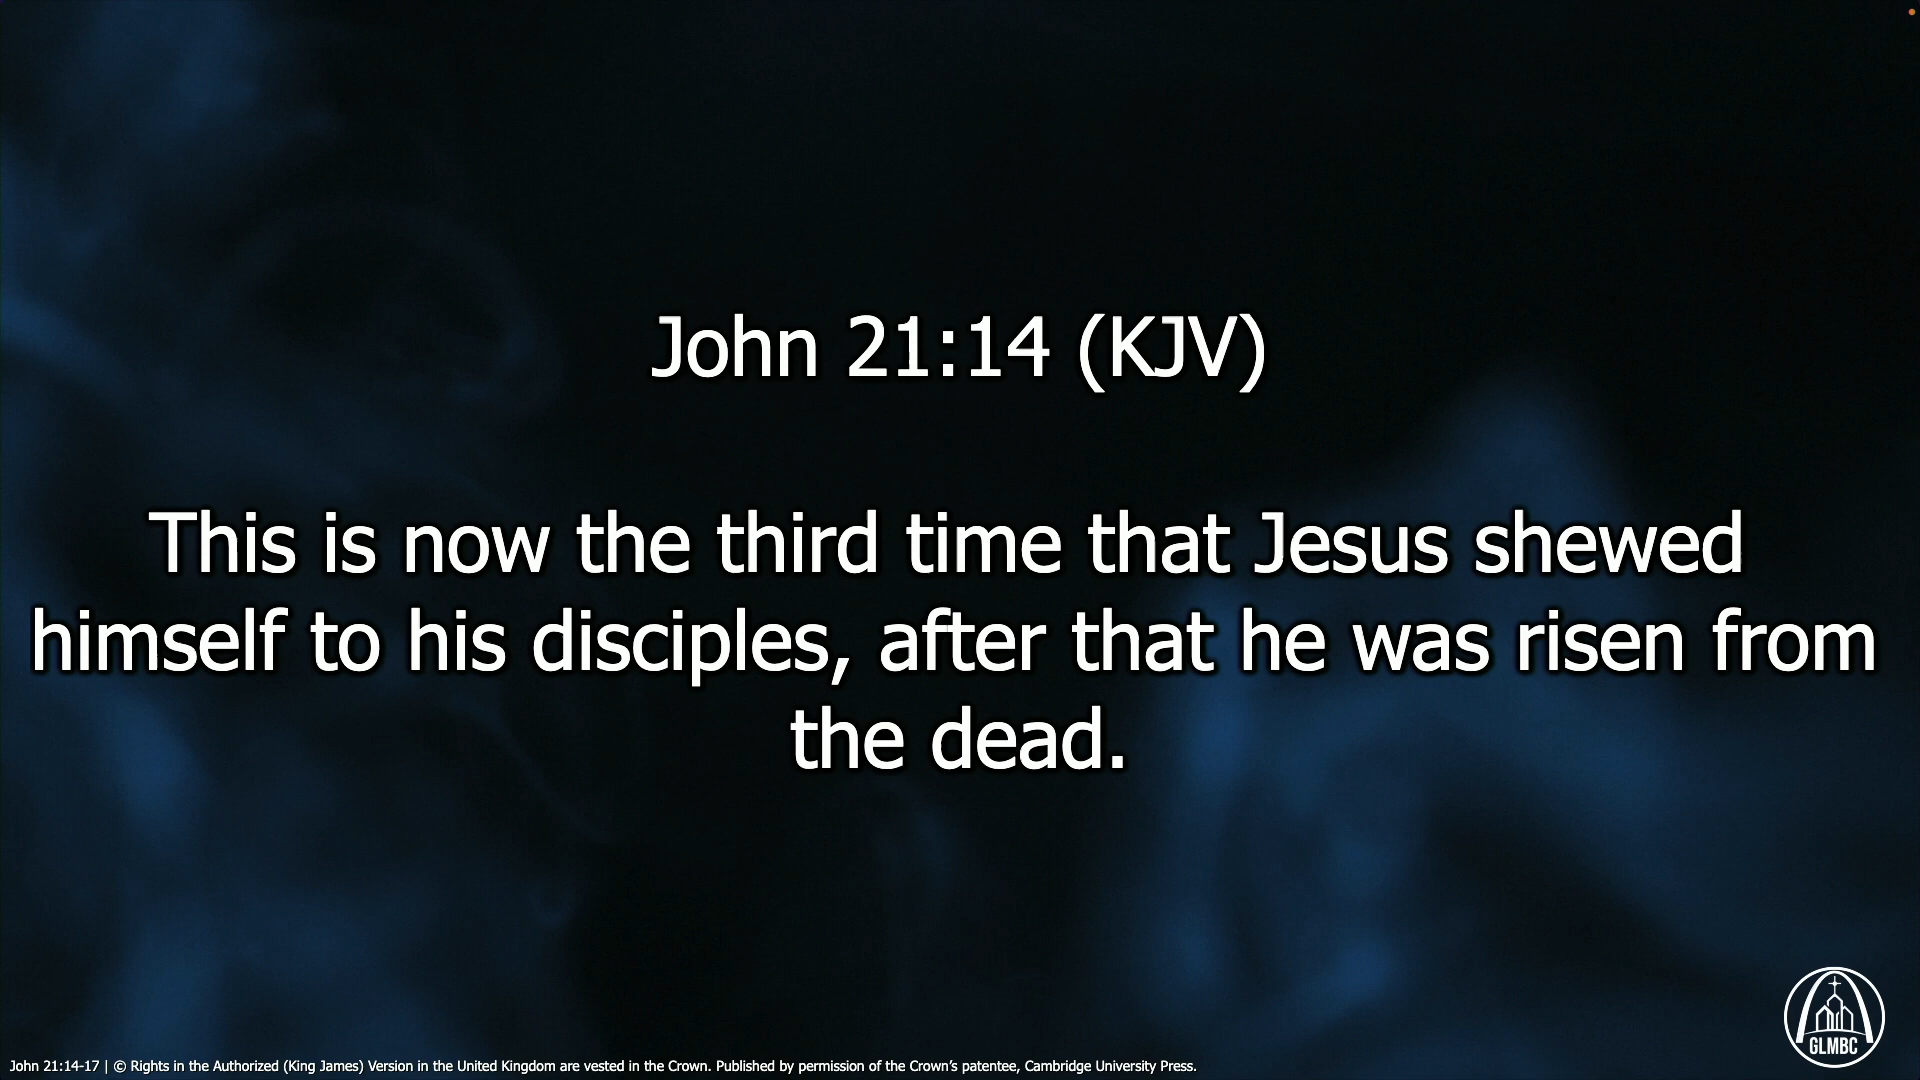 John 21:14 (KJV)
This is now the third time that Jesus shewed
himself to his disciples, after that he was risen from
the dead.
GLMBC
John 21:14-17 | © Rights in the Authorized (King James) Version in the United Kingdom are vested in the Crown. Published by permission of the Crown’s patentee, Cambridge University Press.